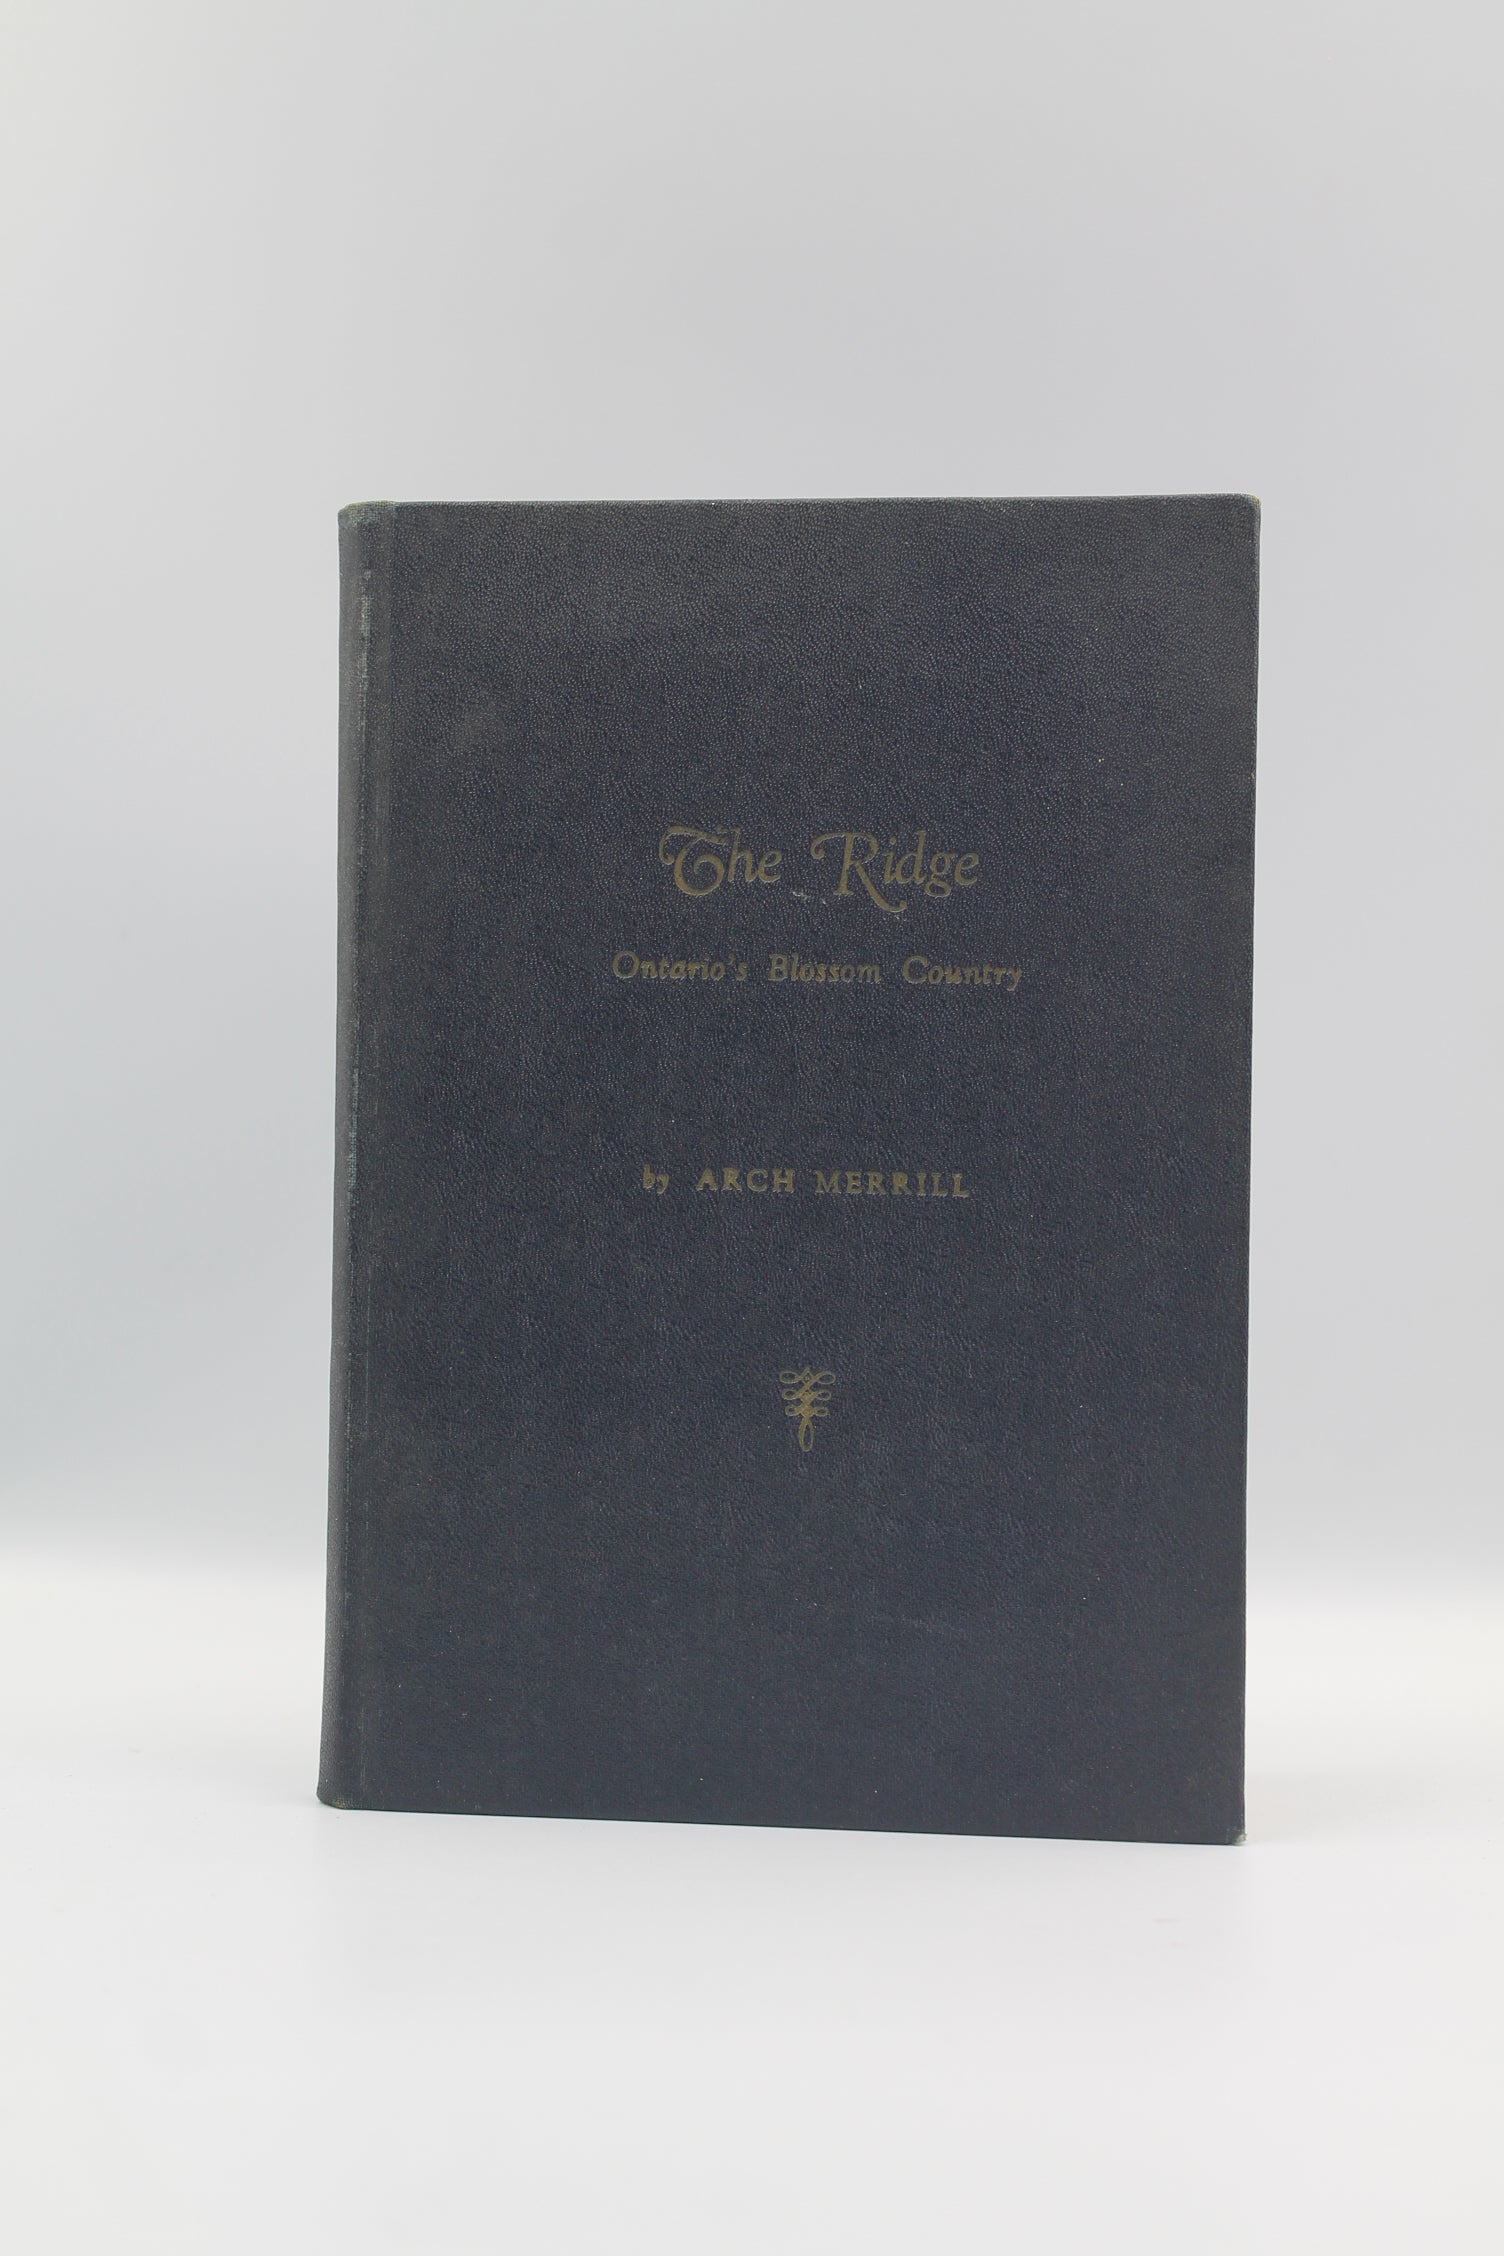 The Ridge
Ontario's Blossom Country
by ARCH MERRILL